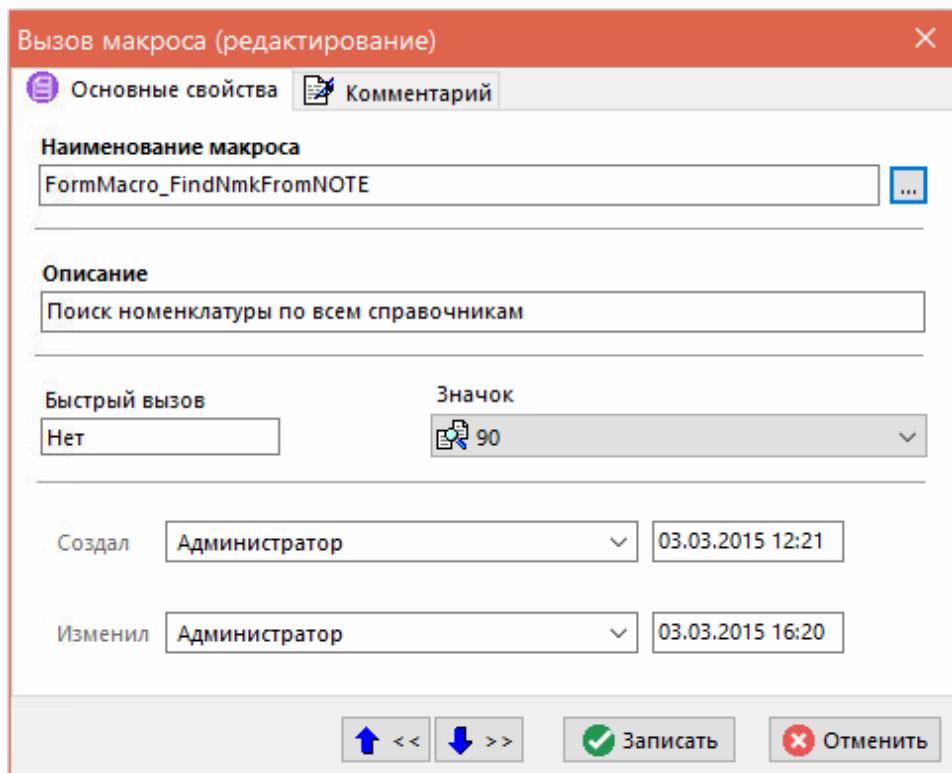 Вызов макроса (редактирование)
Основные свойства Комментарий
Наименование макроса
FormMacro_FindNmkFromNOTE ...
Описание
Поиск номенклатуры по всем справочникам
Быстрый вызов Значок
Нет 90
Создал Администратор 03.03.2015 12:21
Изменил Администратор 03.03.2015 16:20
<< >> Записать Отменить